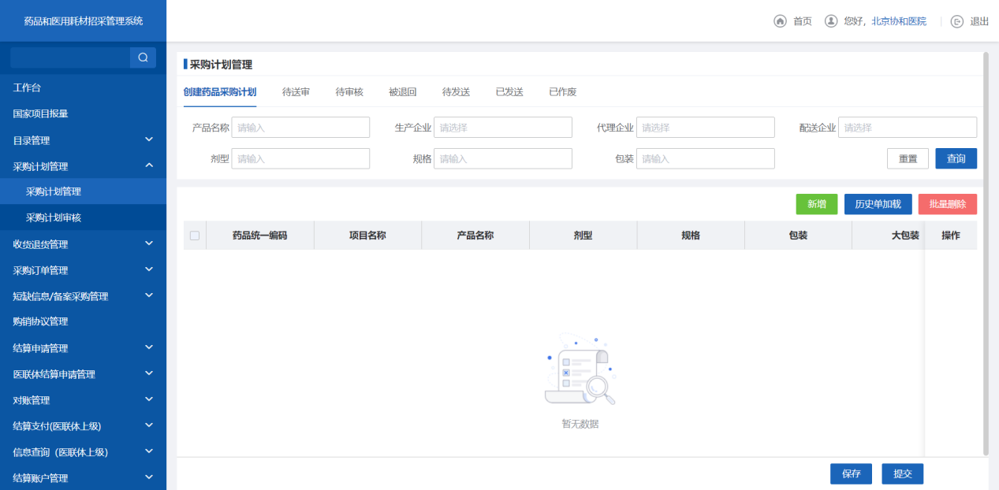 药品和医用耗材招采管理系统
首页 您好，北京协和医院 退出
工作台
国家项目报量
目录管理
采购计划管理
采购计划管理
采购计划审核
收货退货管理
采购订单管理
短缺信息/备案采购管理
购销协议管理
结算申请管理
医联体结算申请管理
对账管理
结算支付(医联体上级)
信息查询（医联体上级）
结算账户管理
采购计划管理
创建药品采购计划 待送审 待审核 被退回 待发送 已发送 已作废
产品名称 请输入 生产企业 请选择 代理企业 请选择 配送企业 请选择
剂型 请输入 规格 请输入 包装 请输入 重置 查询
新增 历史单加载 批量删除
药品统一编码 项目名称 产品名称 剂型 规格 包装 大包装 操作
暂无数据
保存 提交